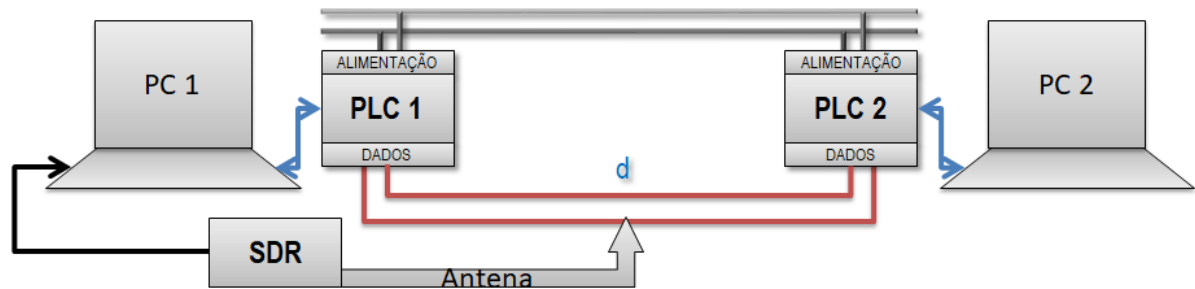 PC 1
ALIMENTAÇÃO
PLC 1
DADOS
d
ALIMENTAÇÃO
PLC 2
DADOS
PC 2
SDR
Antena